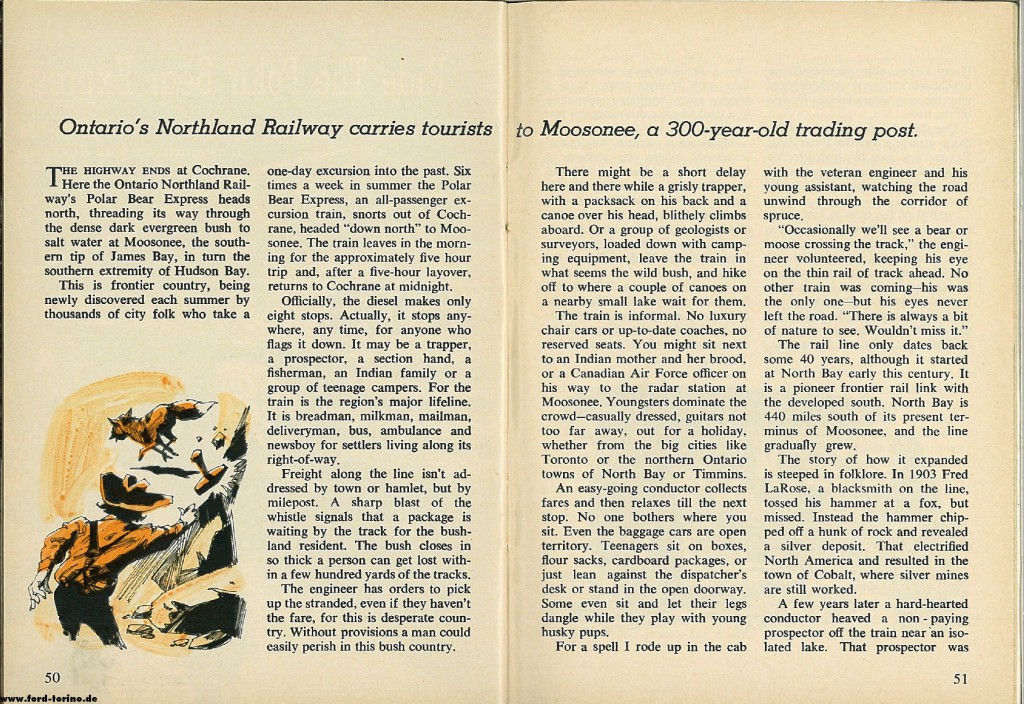 Ontario's Northland Railway carries tourists to Moosonee, a 300-year-old trading post.
THE HIGHWAY ENDS at Cochrane.
Here the Ontario Northland Rail-
way's Polar Bear Express heads
north, threading its way through
the dense dark evergreen bush to
salt water at Moosonee, the south-
ern tip of James Bay, in turn the
southern extremity of Hudson Bay.
This is frontier country, being
newly discovered each summer by
thousands of city folk who take a
one-day excursion into the past. Six
times a week in summer the Polar
Bear Express, an all-passenger ex-
cursion train, snorts out of Coch-
rane, headed "down north" to Moo-
sonee. The train leaves in the morn-
ing for the approximately five hour
trip and, after a five-hour layover,
returns to Cochrane at midnight.
Officially, the diesel makes only
eight stops. Actually, it stops any-
where, any time, for anyone who
flags it down. It may be a trapper,
a prospector, a section hand, a
fisherman, an Indian family or a
group of teenage campers. For the
train is the region's major lifeline.
It is breadman, milkman, mailman,
deliveryman, bus, ambulance and
newsboy for settlers living along its
right-of-way.
Freight along the line isn't ad-
dressed by town or hamlet, but by
milepost. A sharp blast of the
whistle signals that a package is
waiting by the track for the bush-
land resident. The bush closes in
so thick a person can get lost with-
in a few hundred yards of the tracks.
The engineer has orders to pick
up the stranded, even if they haven't
the fare, for this is desperate coun-
try. Without provisions a man could
easily perish in this bush country.
50
There might be a short delay
here and there while a grisly trapper,
with a packsack on his back and a
canoe over his head, blithely climbs
aboard. Or a group of geologists or
surveyors, loaded down with camp-
ing equipment, leave the train in
what seems the wild bush, and hike
off to where a couple of canoes on
a nearby small lake wait for them.
The train is informal. No luxury
chair cars or up-to-date coaches, no
reserved seats. You might sit next
to an Indian mother and her brood,
or a Canadian Air Force officer on
his way to the radar station at
Moosonee. Youngsters dominate the
crowd—casually dressed, guitars not
too far away, out for a holiday,
whether from the big cities like
Toronto or the northern Ontario
towns of North Bay or Timmins.
An easy-going conductor collects
fares and then relaxes till the next
stop. No one bothers where you
sit. Even the baggage cars are open
territory. Teenagers sit on boxes,
flour sacks, cardboard packages, or
just lean against the dispatcher's
desk or stand in the open doorway.
Some even sit and let their legs
dangle while they play with young
husky pups.
For a spell I rode up in the cab
with the veteran engineer and his
young assistant, watching the road
unwind through the corridor of
spruce.
"Occasionally we'll see a bear or
moose crossing the track," the engi-
neer volunteered, keeping his eye
on the thin rail of track ahead. No
other train was coming—his was
the only one—but his eyes never
left the road. "There is always a bit
of nature to see. Wouldn't miss it."
The rail line only dates back
some 40 years, although it started
at North Bay early this century. It
is a pioneer frontier rail link with
the developed south. North Bay is
440 miles south of its present ter-
minus of Moosonee, and the line
gradually grew.
The story of how it expanded
is steeped in folklore. In 1903 Fred
LaRose, a blacksmith on the line,
tossed his hammer at a fox, but
missed. Instead the hammer chip-
ped off a hunk of rock and revealed
a silver deposit. That electrified
North America and resulted in the
town of Cobalt, where silver mines
are still worked.
A few years later a hard-hearted
conductor heaved a non-paying
prospector off the train near an iso-
lated lake. That prospector was
51
www.ford-torino.de